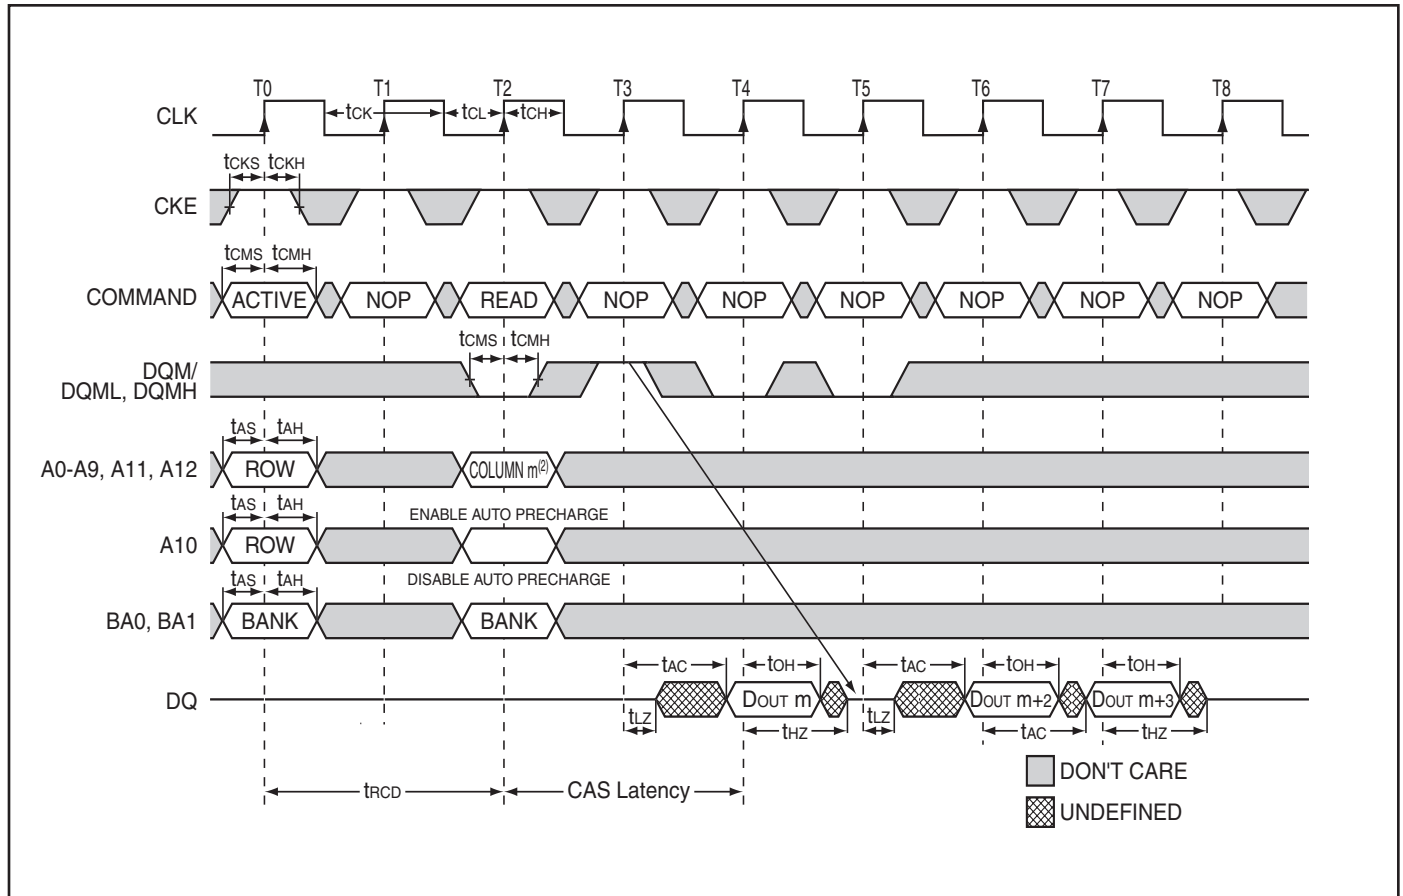 T0 T1 T2 T3 T4 T5 T6 T7 T8
CLK tCK tCL tCH
tCKS tCKH
CKE
tCMS tCMH
COMMAND ACTIVE NOP READ NOP NOP NOP NOP NOP NOP
tCMS tCMH
DQM/
DQML, DQMH
tAS tAH
A0-A9, A11, A12 ROW COLUMN m(2)
tAS tAH ENABLE AUTO PRECHARGE
A10 ROW
tAS tAH DISABLE AUTO PRECHARGE
BA0, BA1 BANK BANK
tAC tOH tAC tOH tOH
DQ DOUT m DOUT m+2 DOUT m+3
tLZ tHZ tLZ tAC tHZ
DON'T CARE
tRCD CAS Latency
UNDEFINED